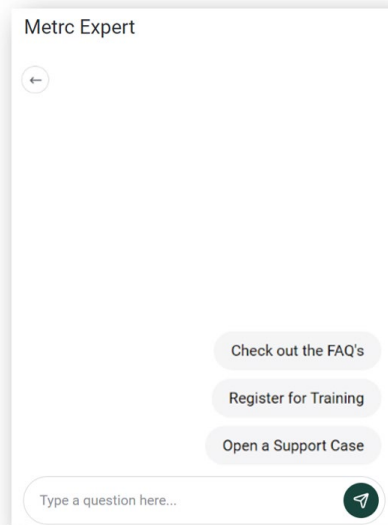 Metrc Expert
Check out the FAQ's
Register for Training
Open a Support Case
Type a question here...